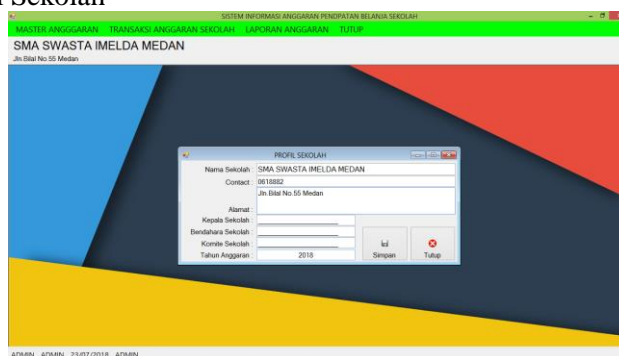 Sekolah
SISTEM INFORMASI ANGGARAN PENDPATAN BELANJA SEKOLAH
MASTER ANGGGARAN TRANSAKSI ANGGARAN SEKOLAH LAPORAN ANGGARAN TUTUP
SMA SWASTA IMELDA MEDAN
Jln.Bilal No.55 Medan
PROFIL SEKOLAH
Nama Sekolah : SMA SWASTA IMELDA MEDAN
Contact : 0618882
Jln.Bilal No.55 Medan
Alamat :
Kepala Sekolah :
Bendahara Sekolah :
Komite Sekolah :
Tahun Anggaran : 2018
Simpan Tutup
ADMIN ADMIN 23/07/2018 ADMIN